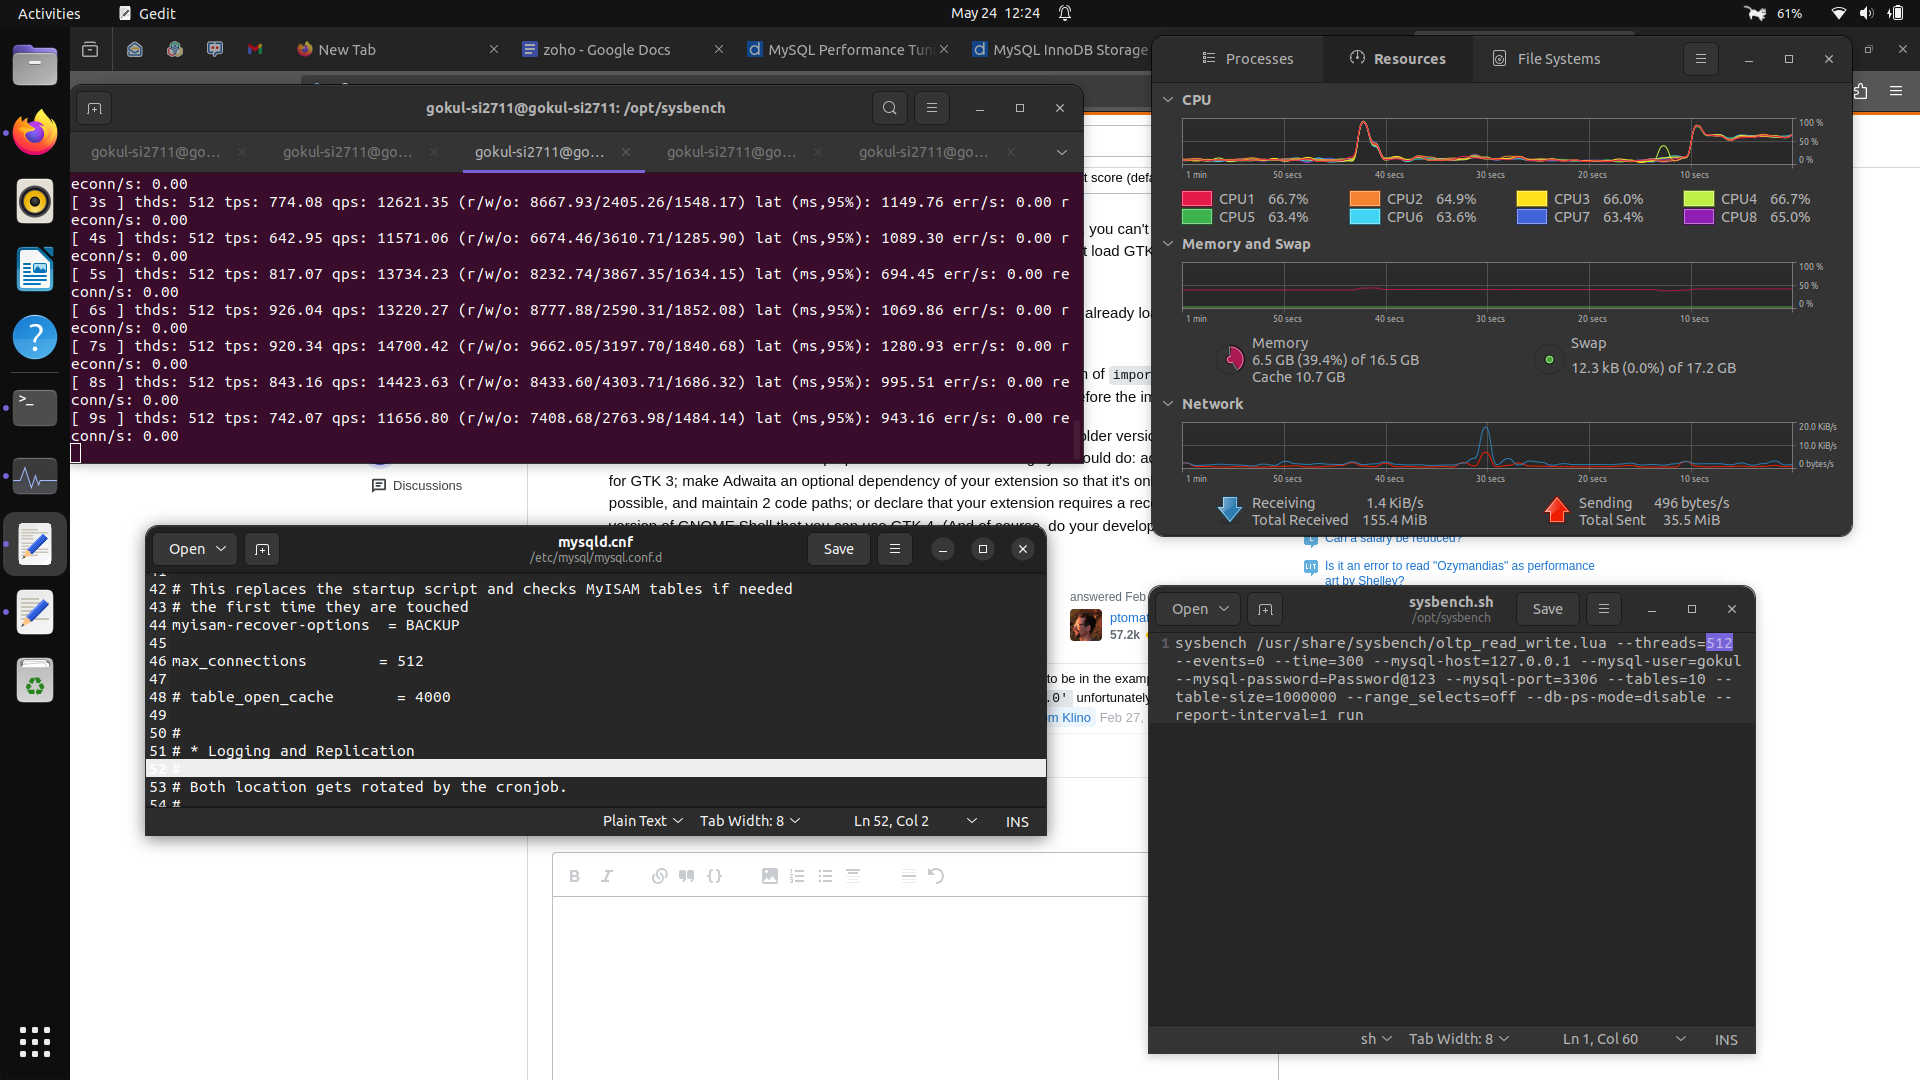 Activities
Gedit
May 24 12:24
61%
New Tab
zoho - Google Docs
MySQL Performance Tuni
MySQL InnoDB Storage
gokul-si2711@gokul-si2711: /opt/sysbench
gokul-si2711@go...
gokul-si2711@go...
gokul-si2711@go...
gokul-si2711@go...
gokul-si2711@go...
econn/s: 0.00
[ 3s ] thds: 512 tps: 774.08 qps: 12621.35 (r/w/o: 8667.93/2405.26/1548.17) lat (ms,95%): 1149.76 err/s: 0.00 r
econn/s: 0.00
[ 4s ] thds: 512 tps: 642.95 qps: 11571.06 (r/w/o: 6674.46/3610.71/1285.90) lat (ms,95%): 1089.30 err/s: 0.00 r
econn/s: 0.00
[ 5s ] thds: 512 tps: 817.07 qps: 13734.23 (r/w/o: 8232.74/3867.35/1634.15) lat (ms,95%): 694.45 err/s: 0.00 re
conn/s: 0.00
[ 6s ] thds: 512 tps: 926.04 qps: 13220.27 (r/w/o: 8777.88/2590.31/1852.08) lat (ms,95%): 1069.86 err/s: 0.00 r
econn/s: 0.00
[ 7s ] thds: 512 tps: 920.34 qps: 14700.42 (r/w/o: 9662.05/3197.70/1840.68) lat (ms,95%): 1280.93 err/s: 0.00 r
econn/s: 0.00
[ 8s ] thds: 512 tps: 843.16 qps: 14423.63 (r/w/o: 8433.60/4303.71/1686.32) lat (ms,95%): 995.51 err/s: 0.00 re
conn/s: 0.00
[ 9s ] thds: 512 tps: 742.07 qps: 11656.80 (r/w/o: 7408.68/2763.98/1484.14) lat (ms,95%): 943.16 err/s: 0.00 re
conn/s: 0.00
Processes
Resources
File Systems
CPU
100 %
50 %
0 %
1 min 50 secs 40 secs 30 secs 20 secs 10 secs
CPU1 66.7%
CPU2 64.9%
CPU3 66.0%
CPU4 66.7%
CPU5 63.4%
CPU6 63.6%
CPU7 63.4%
CPU8 65.0%
Memory and Swap
100 %
50 %
0 %
1 min 50 secs 40 secs 30 secs 20 secs 10 secs
Memory
6.5 GB (39.4%) of 16.5 GB
Cache 10.7 GB
Swap
12.3 kB (0.0%) of 17.2 GB
Network
20.0 KiB/s
10.0 KiB/s
0 bytes/s
1 min 50 secs 40 secs 30 secs 20 secs 10 secs
Receiving 1.4 KiB/s
Total Received 155.4 MiB
Sending 496 bytes/s
Total Sent 35.5 MiB
t score (defa
you can't
t load GTK
already loa
n of impor
efore the im
older versio
ould do: ad
for GTK 3; make Adwaita an optional dependency of your extension so that it's on
possible, and maintain 2 code paths; or declare that your extension requires a rec
version of GNOME Shell that you can use GTK 4. (And of course, do your develop
Discussions
Can a salary be reduced?
Is it an error to read "Ozymandias" as performance
art by Shelley?
answered Feb
ptomat
57.2k
to be in the examp
.0' unfortunately
om Klino Feb 27,
Open
mysqld.cnf
/etc/mysql/mysql.conf.d
Save
41
42 # This replaces the startup script and checks MyISAM tables if needed
43 # the first time they are touched
44 myisam-recover-options = BACKUP
45
46 max_connections = 512
47
48 # table_open_cache = 4000
49
50 #
51 # * Logging and Replication
52 #
53 # Both location gets rotated by the cronjob.
54 #
Plain Text
Tab Width: 8
Ln 52, Col 2
INS
Open
sysbench.sh
/opt/sysbench
Save
1 sysbench /usr/share/sysbench/oltp_read_write.lua --threads=512
--events=0 --time=300 --mysql-host=127.0.0.1 --mysql-user=gokul
--mysql-password=Password@123 --mysql-port=3306 --tables=10 --
table-size=1000000 --range_selects=off --db-ps-mode=disable --
report-interval=1 run
sh
Tab Width: 8
Ln 1, Col 60
INS